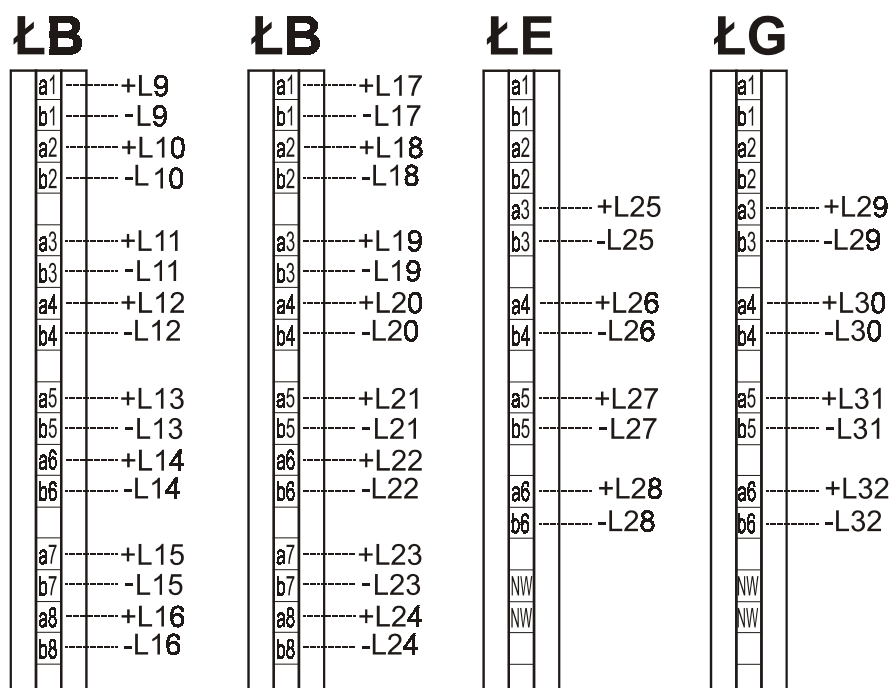 ŁB ŁB ŁE ŁG
a1 +L9 a1 +L17 a1 a1
b1 -L9 b1 -L17 b1 b1
a2 +L10 a2 +L18 a2 a2
b2 -L10 b2 -L18 b2 b2
a3 +L25 a3 +L29
a3 +L11 a3 +L19 b3 -L25 b3 -L29
b3 -L11 b3 -L19
a4 +L12 a4 +L20 a4 +L26 a4 +L30
b4 -L12 b4 -L20 b4 -L26 b4 -L30
a5 +L13 a5 +L21 a5 +L27 a5 +L31
b5 -L13 b5 -L21 b5 -L27 b5 -L31
a6 +L14 a6 +L22
b6 -L14 b6 -L22 a6 +L28 a6 +L32
b6 -L28 b6 -L32
a7 +L15 a7 +L23
b7 -L15 b7 -L23 NW NW
a8 +L16 a8 +L24 NW NW
b8 -L16 b8 -L24